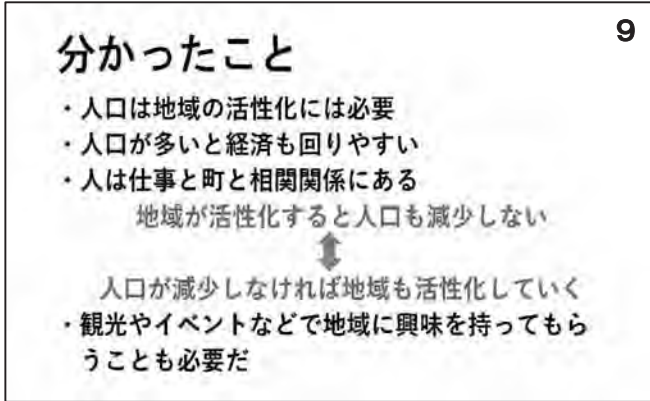 9
分かったこと
・人口は地域の活性化には必要
・人口が多いと経済も回りやすい
・人は仕事と町と相関関係にある
地域が活性化すると人口も減少しない
人口が減少しなければ地域も活性化していく
・観光やイベントなどで地域に興味を持ってもら
うことも必要だ